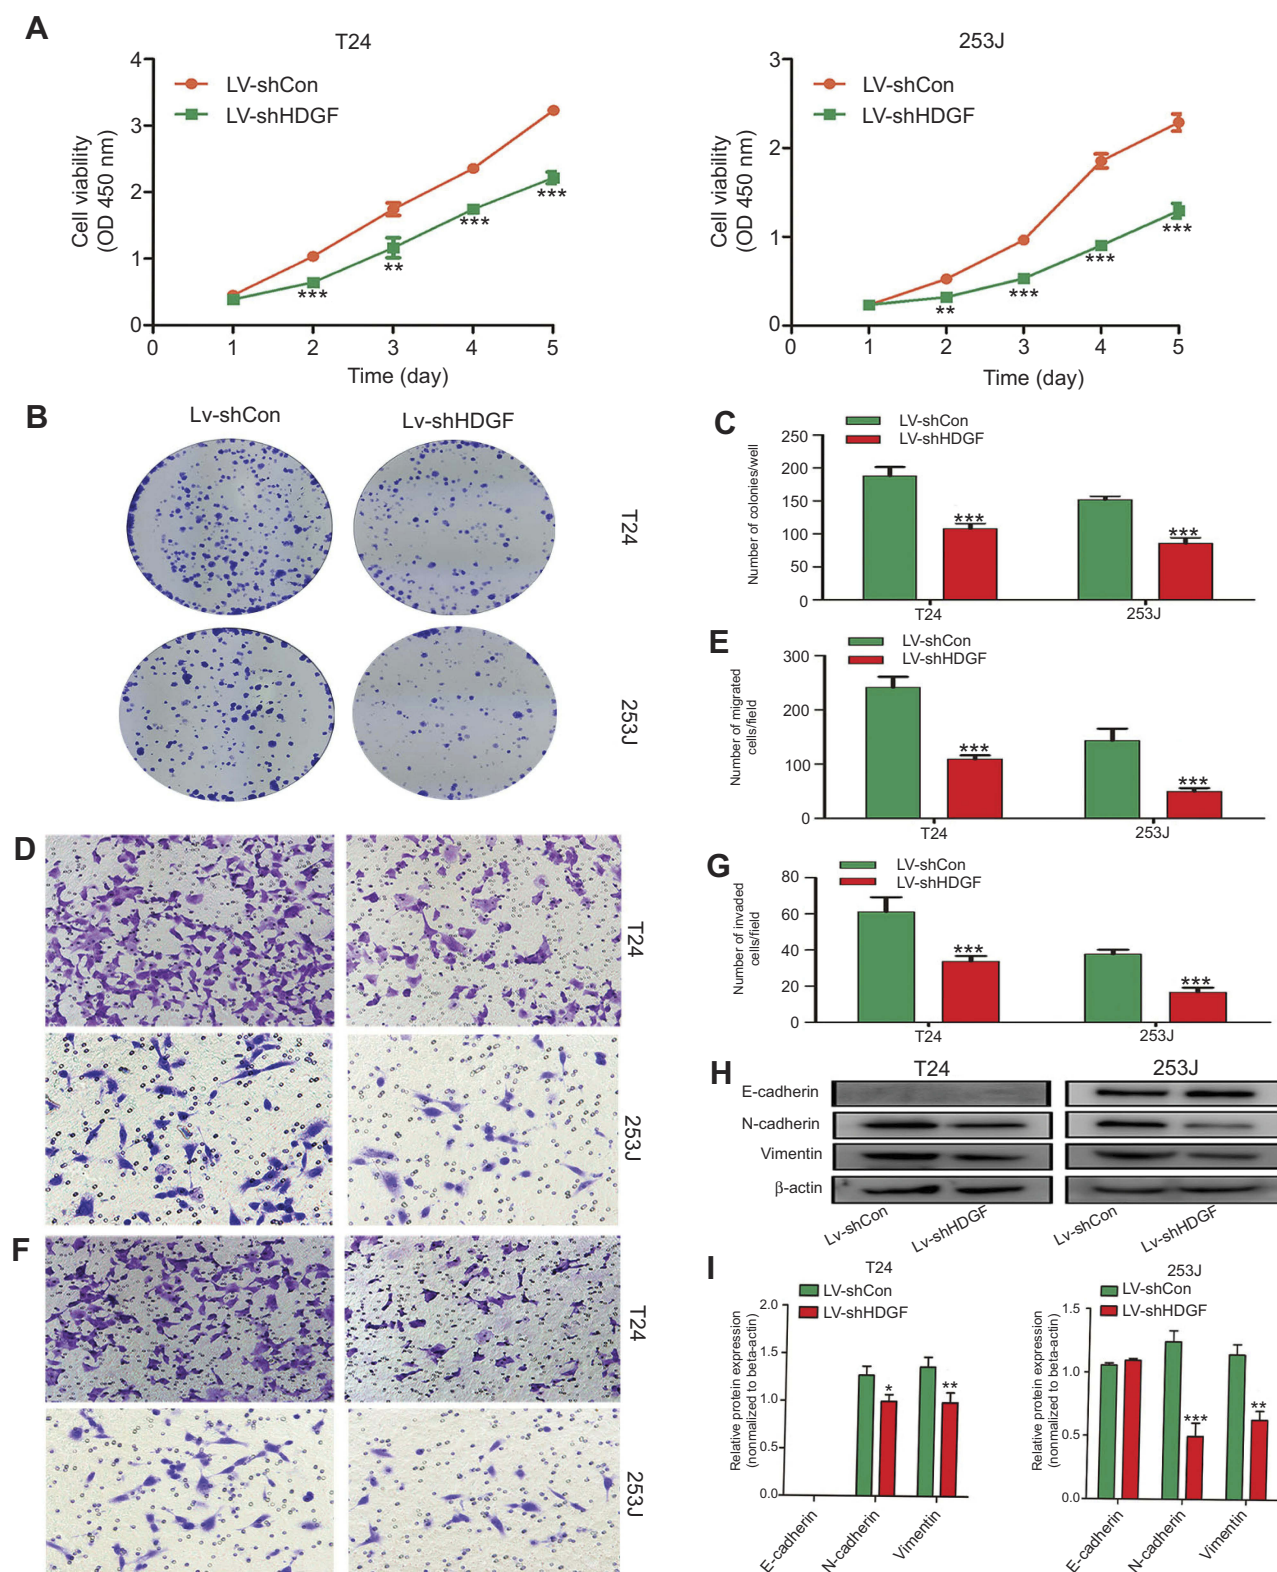 A
T24
4
3
2
1
0
0
1
2
3
4
5
Cell viability
(OD 450 nm)
LV-shCon
LV-shHDGF
***
**
***
***
Time (day)
253J
3
2
1
0
0
1
2
3
4
5
Cell viability
(OD 450 nm)
LV-shCon
LV-shHDGF
**
***
***
***
Time (day)
B
Lv-shCon
Lv-shHDGF
T24
253J
C
LV-shCon
LV-shHDGF
250
200
150
100
50
0
Number of colonies/well
***
***
T24
253J
E
LV-shCon
LV-shHDGF
300
200
100
0
Number of migrated
cells/field
***
***
T24
253J
D
T24
253J
G
LV-shCon
LV-shHDGF
80
60
40
20
0
Number of invaded
cells/field
***
***
T24
253J
F
T24
253J
H
T24
253J
E-cadherin
N-cadherin
Vimentin
β-actin
Lv-shCon
Lv-shHDGF
Lv-shCon
Lv-shHDGF
I
T24
LV-shCon
LV-shHDGF
2.0
1.5
1.0
0.5
0.0
Relative protein expression
(nonmalized to beta-actin)
*
**
E-cadherin
N-cadherin
Vimentin
253J
LV-shCon
LV-shHDGF
1.5
1.0
0.5
0.0
Relative protein expression
(nonmalized to beta-actin)
***
**
E-cadherin
N-cadherin
Vimentin